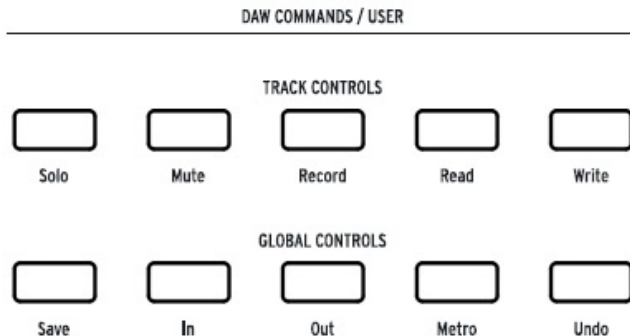 DAW COMMANDS / USER
TRACK CONTROLS
Solo Mute Record Read Write
GLOBAL CONTROLS
Save In Out Metro Undo